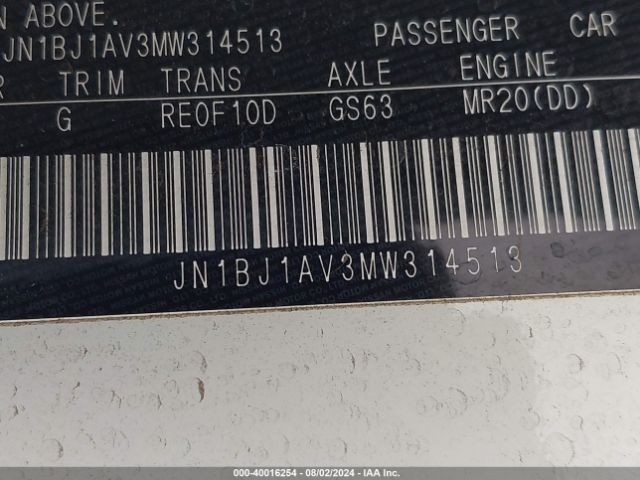 N ABOVE.
JN1BJ1AV3MW314513 PASSENGER CAR
R TRIM TRANS AXLE ENGINE
G RE0F10D GS63 MR20(DD)
JN1BJ1AV3MW314513
000-40016254 - 08/02/2024 - IAA Inc.